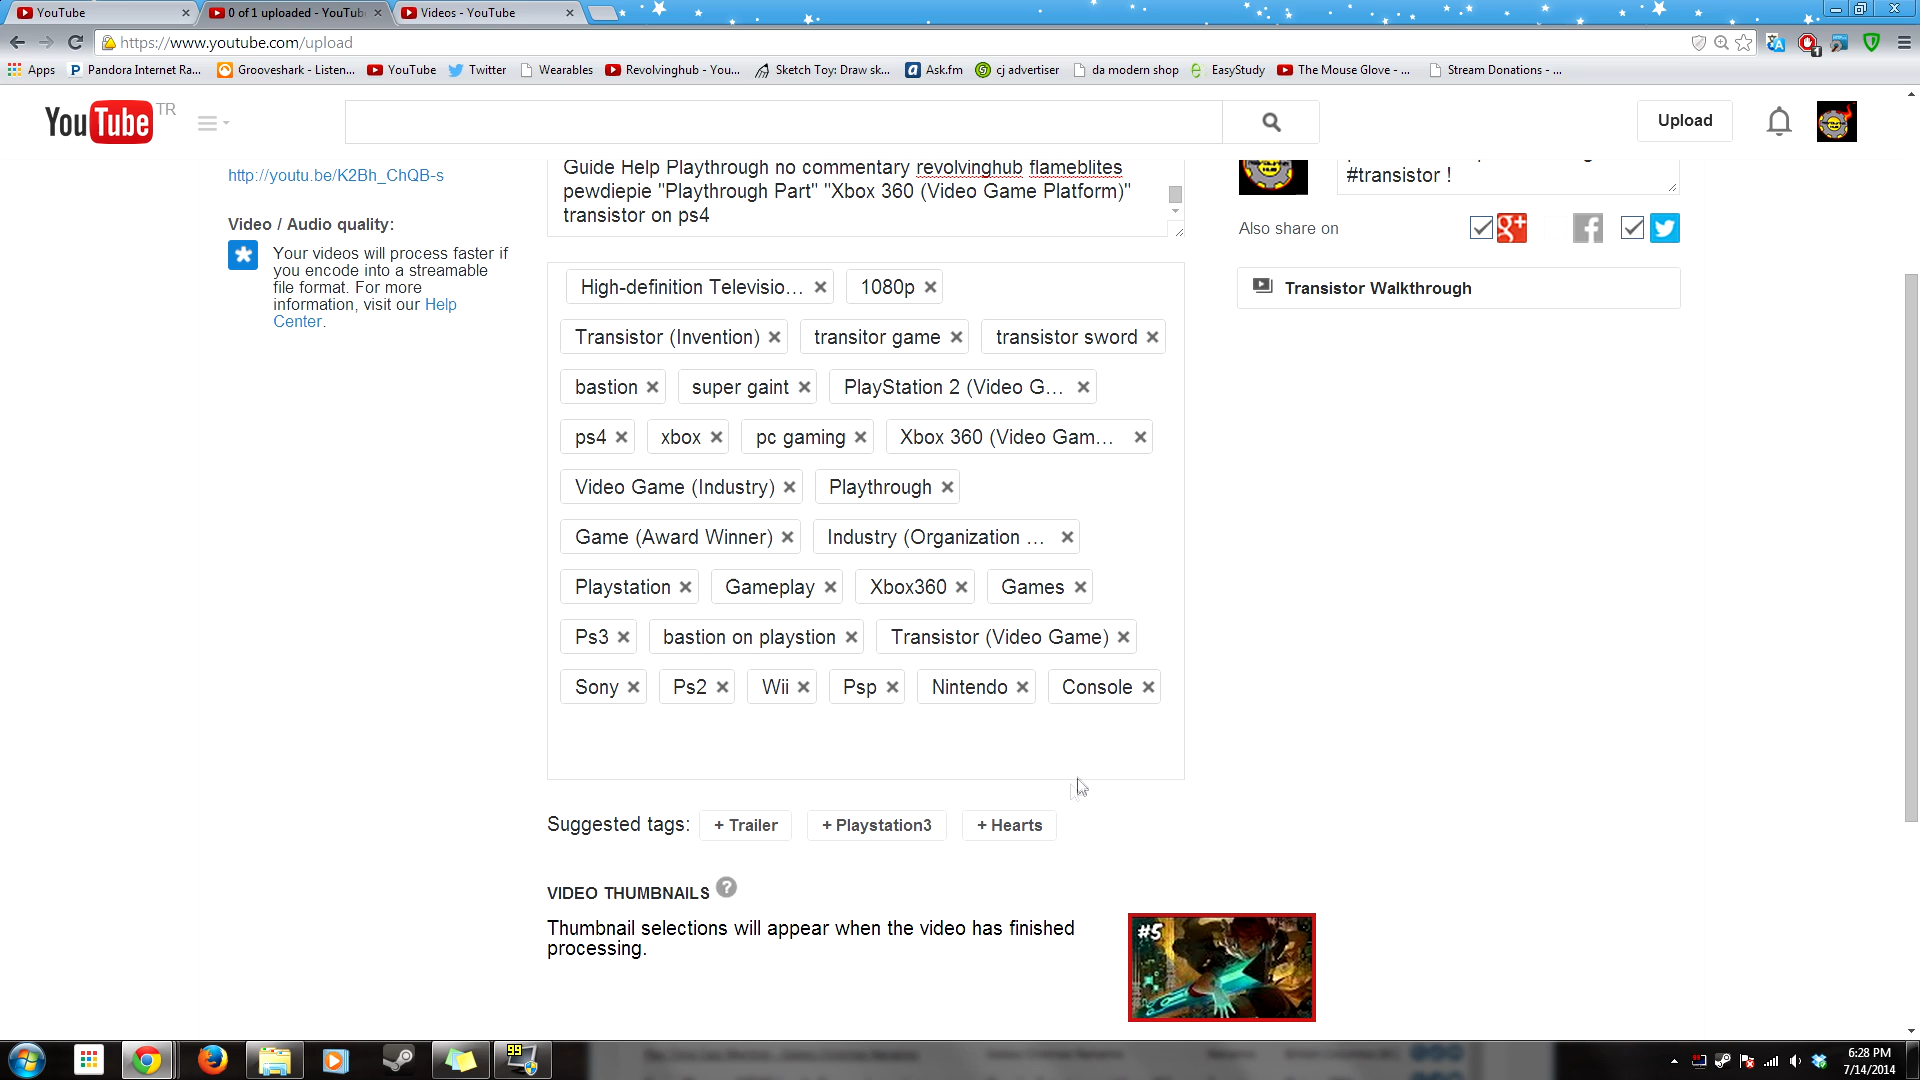 YouTube
0 of 1 uploaded - YouTub
Videos - YouTube
https://www.youtube.com/upload
Apps
Pandora Internet Ra...
Grooveshark - Listen...
YouTube
Twitter
Wearables
Revolvinghub - You...
Sketch Toy: Draw sk...
Ask.fm
cj advertiser
da modern shop
EasyStudy
The Mouse Glove - ...
Stream Donations - ...
YouTube TR
Upload
http://youtu.be/K2Bh_ChQB-s
Video / Audio quality:
Your videos will process faster if
you encode into a streamable
file format. For more
information, visit our Help
Center.
Guide Help Playthrough no commentary revolvinghub flameblites
pewdiepie "Playthrough Part" "Xbox 360 (Video Game Platform)"
transistor on ps4
High-definition Televisio... 1080p
Transistor (Invention) transitor game transistor sword
bastion super gaint PlayStation 2 (Video G...
ps4 xbox pc gaming Xbox 360 (Video Gam...
Video Game (Industry) Playthrough
Game (Award Winner) Industry (Organization ...
Playstation Gameplay Xbox360 Games
Ps3 bastion on playstion Transistor (Video Game)
Sony Ps2 Wii Psp Nintendo Console
Suggested tags: + Trailer + Playstation3 + Hearts
VIDEO THUMBNAILS ?
Thumbnail selections will appear when the video has finished
processing.
#5
#transistor !
Also share on
Transistor Walkthrough
99
6:28 PM
7/14/2014